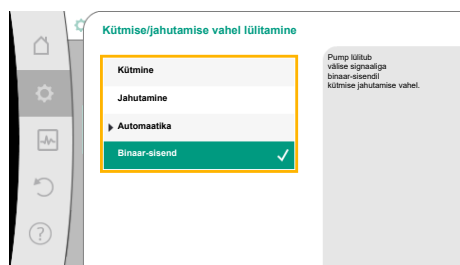 Kütmise/jahutamise vahel lülitamine
Kütmine
Jahutamine
Automaatika
Binaar-sisend
Pump lülitub
välise signaaliga
binaar-sisendil
kütmise jahutamise vahel.